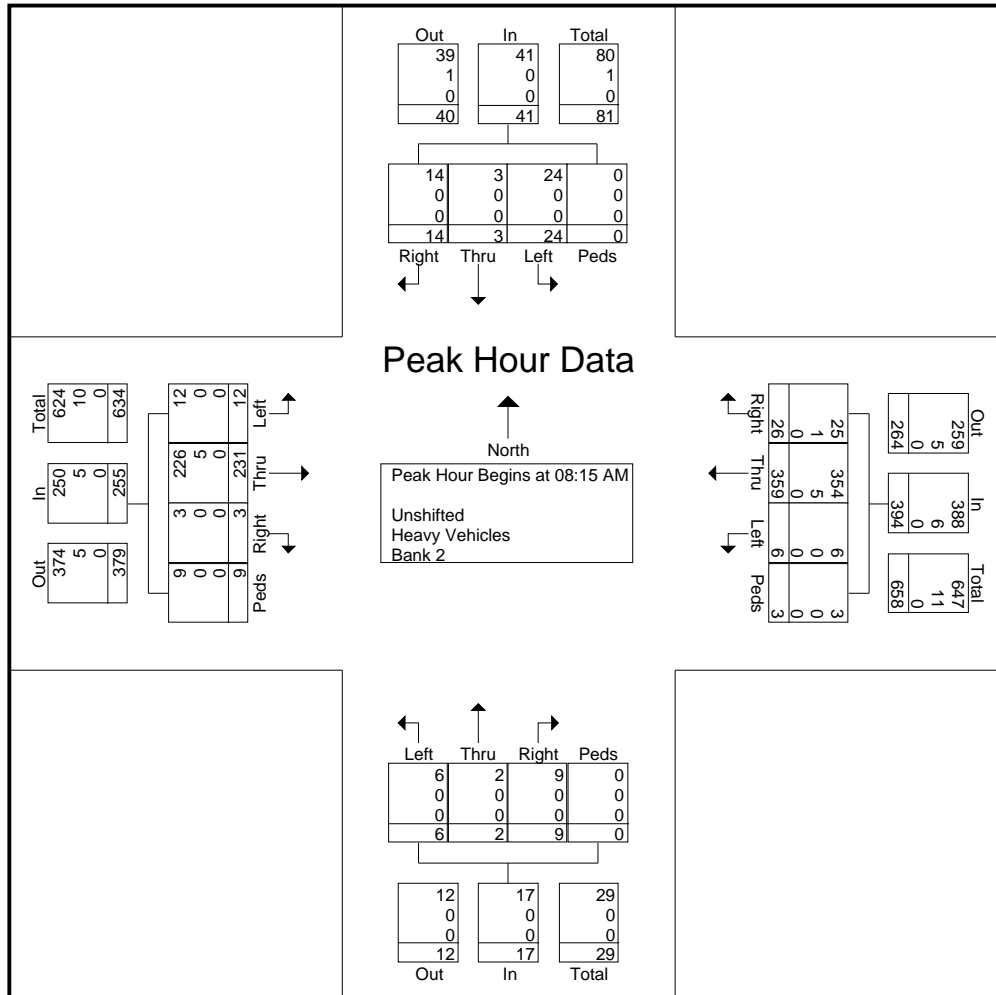 Out In Total
39 41 80
1 0 1
0 0 0
40 41 81
14 3 24 0
0 0 0 0
0 0 0 0
14 3 24 0
Right Thru Left Peds
Peak Hour Data
North
Peak Hour Begins at 08:15 AM
Unshifted
Heavy Vehicles
Bank 2
Total
624 10 0 634
In
250 5 0 255
Out
374 5 0 379
12 0 0 12
Left
226 5 0 231
Thru
3 0 0 3
Right
9 0 0 9
Peds
Right
25 1 0 26
Thru
354 5 0 359
Left
6 0 0 6
Peds
3 0 0 3
Out
259 5 0 264
In
388 6 0 394
Total
647 11 0 658
Left Thru Right Peds
6 2 9 0
0 0 0 0
0 0 0 0
6 2 9 0
12 17 29
0 0 0
0 0 0
12 17 29
Out In Total